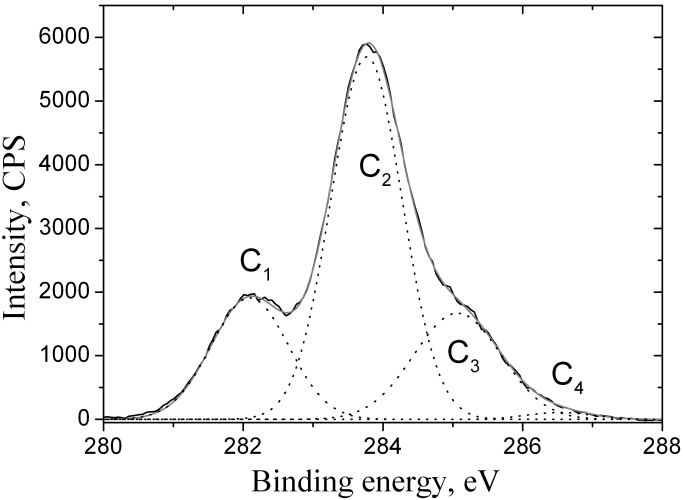 6000
5000
4000
3000
2000
1000
0
Intensity, CPS
C₁
C₂
C₃
C₄
280 282 284 286 288
Binding energy, eV